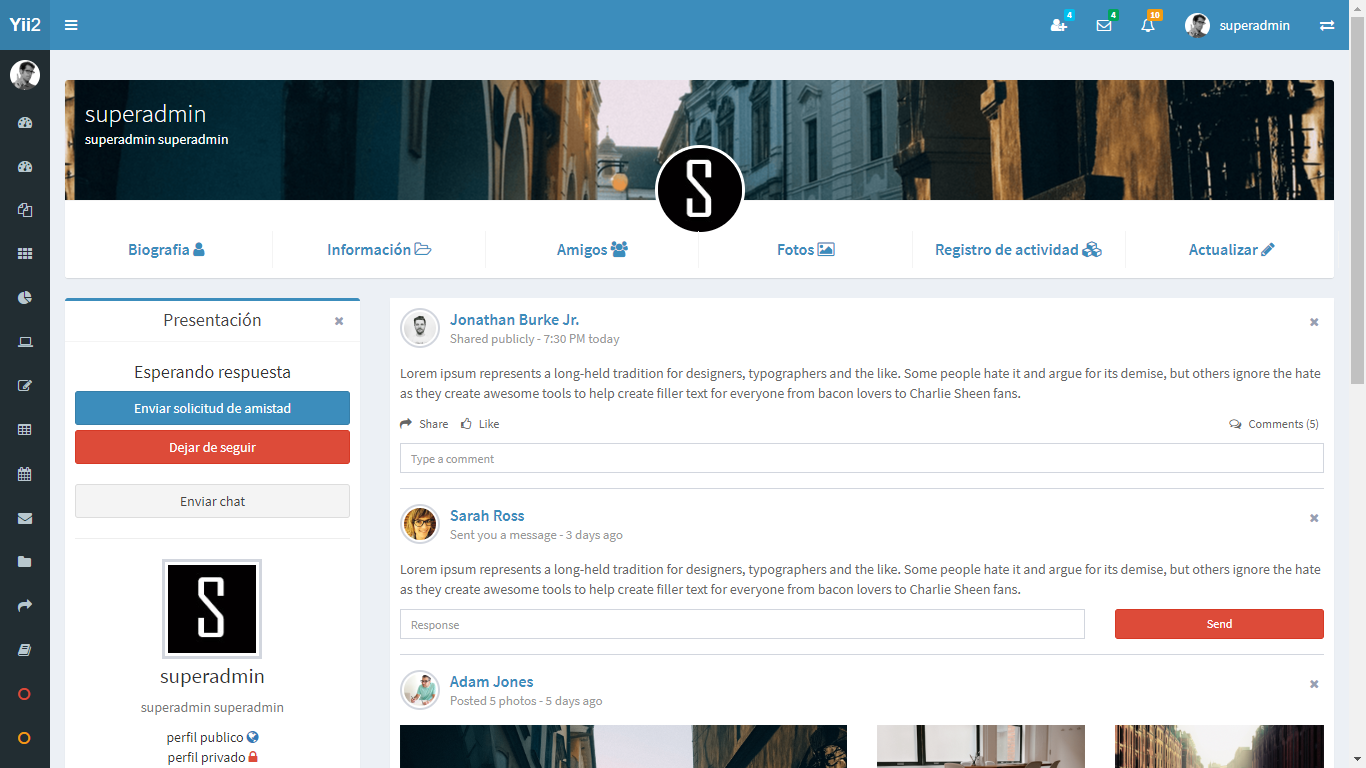 Yii2
4
4
10
superadmin
superadmin
superadmin superadmin
S
Biografia
Información
Amigos
Fotos
Registro de actividad
Actualizar
Presentación
Esperando respuesta
Enviar solicitud de amistad
Dejar de seguir
Enviar chat
S
superadmin
superadmin superadmin
perfil publico
perfil privado
Jonathan Burke Jr.
Shared publicly - 7:30 PM today
Lorem ipsum represents a long-held tradition for designers, typographers and the like. Some people hate it and argue for its demise, but others ignore the hate
as they create awesome tools to help create filler text for everyone from bacon lovers to Charlie Sheen fans.
Share
Like
Comments (5)
Type a comment
Sarah Ross
Sent you a message - 3 days ago
Lorem ipsum represents a long-held tradition for designers, typographers and the like. Some people hate it and argue for its demise, but others ignore the hate
as they create awesome tools to help create filler text for everyone from bacon lovers to Charlie Sheen fans.
Response
Send
Adam Jones
Posted 5 photos - 5 days ago